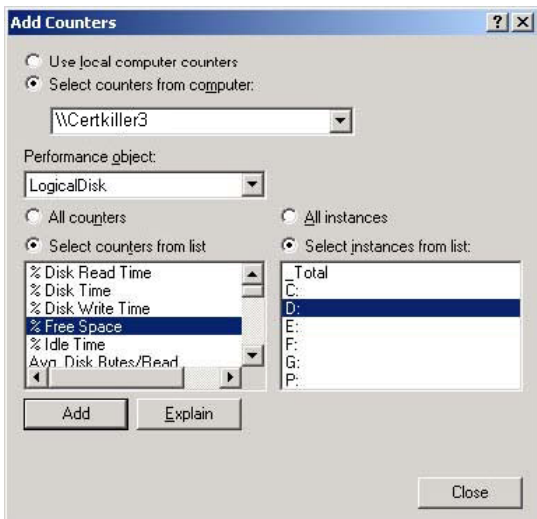 Add Counters
Use local computer counters
Select counters from computer:
\\Certkiller3
Performance object:
LogicalDisk
All counters
All instances
Select counters from list
Select instances from list:
% Disk Read Time
% Disk Time
% Disk Write Time
% Free Space
% Idle Time
Avg. Disk Bytes/Read
_Total
C:
D:
E:
F:
G:
P:
Add
Explain
Close